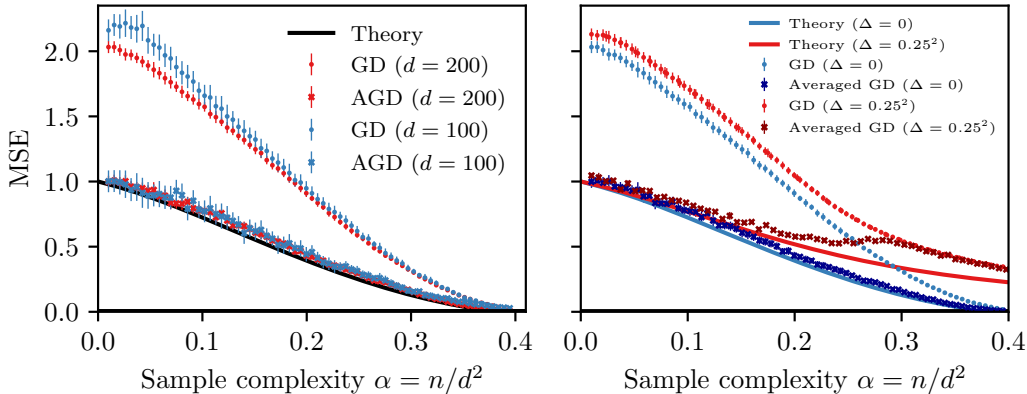 MSE
2.0
1.5
1.0
0.5
0.0
Theory
GD (d = 200)
AGD (d = 200)
GD (d = 100)
AGD (d = 100)
0.0 0.1 0.2 0.3 0.4
Sample complexity α = n/d²
Theory (Δ = 0)
Theory (Δ = 0.25²)
GD (Δ = 0)
Averaged GD (Δ = 0)
GD (Δ = 0.25²)
Averaged GD (Δ = 0.25²)
0.0 0.1 0.2 0.3 0.4
Sample complexity α = n/d²